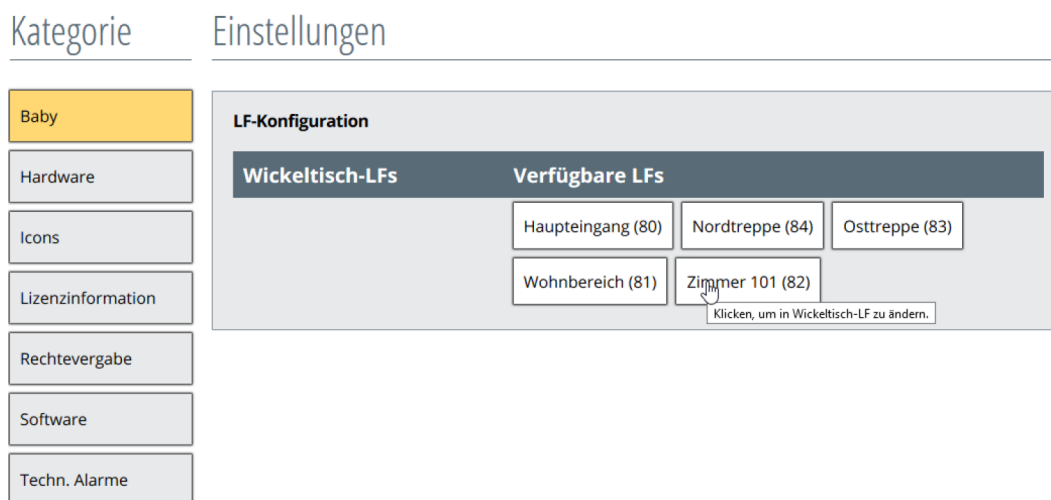 Kategorie
Einstellungen
Baby
Hardware
Icons
Lizenzinformation
Rechtevergabe
Software
Techn. Alarme
LF-Konfiguration
Wickeltisch-LFs
Verfügbare LFs
Haupteingang (80)
Nordtreppe (84)
Osttreppe (83)
Wohnbereich (81)
Zimmer 101 (82)
Klicken, um in Wickeltisch-LF zu ändern.